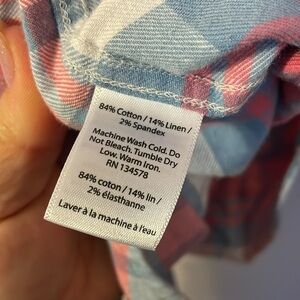 84% Cotton / 14% Linen /
2% Spandex
Machine Wash Cold. Do
Not Bleach. Tumble Dry
Low. Warm Iron.
RN 134578
84% coton / 14% lin /
2% élasthanne
Laver à la machine à l'eau